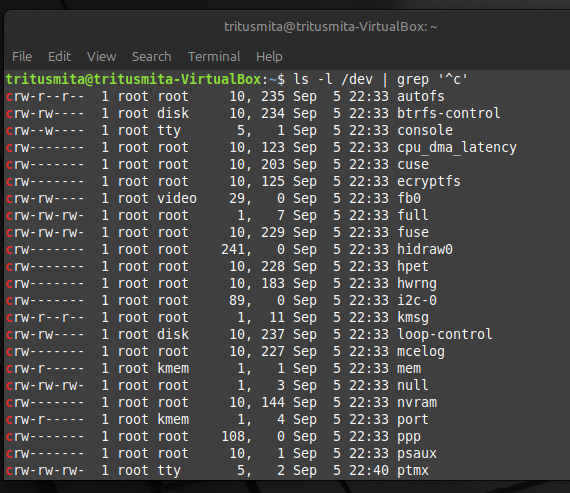 tritusmita@tritusmita-VirtualBox: ~
File Edit View Search Terminal Help
tritusmita@tritusmita-VirtualBox:~$ ls -l /dev | grep '^c'
crw-r--r--  1 root root     10, 235 Sep  5 22:33 autofs
crw-rw----  1 root disk     10, 234 Sep  5 22:33 btrfs-control
crw--w----  1 root tty       5,   1 Sep  5 22:33 console
crw-------  1 root root     10, 123 Sep  5 22:33 cpu_dma_latency
crw-------  1 root root     10, 203 Sep  5 22:33 cuse
crw-------  1 root root     10, 125 Sep  5 22:33 ecryptfs
crw-rw----  1 root video    29,   0 Sep  5 22:33 fb0
crw-rw-rw-  1 root root      1,   7 Sep  5 22:33 full
crw-rw-rw-  1 root root     10, 229 Sep  5 22:33 fuse
crw-------  1 root root    241,   0 Sep  5 22:33 hidraw0
crw-------  1 root root     10, 228 Sep  5 22:33 hpet
crw-------  1 root root     10, 183 Sep  5 22:33 hwrng
crw-------  1 root root     89,   0 Sep  5 22:33 i2c-0
crw-r--r--  1 root root      1,  11 Sep  5 22:33 kmsg
crw-rw----  1 root disk     10, 237 Sep  5 22:33 loop-control
crw-------  1 root root     10, 227 Sep  5 22:33 mcelog
crw-r-----  1 root kmem      1,   1 Sep  5 22:33 mem
crw-rw-rw-  1 root root      1,   3 Sep  5 22:33 null
crw-------  1 root root     10, 144 Sep  5 22:33 nvram
crw-r-----  1 root kmem      1,   4 Sep  5 22:33 port
crw-------  1 root root    108,   0 Sep  5 22:33 ppp
crw-------  1 root root     10,   1 Sep  5 22:33 psaux
crw-rw-rw-  1 root tty       5,   2 Sep  5 22:40 ptmx